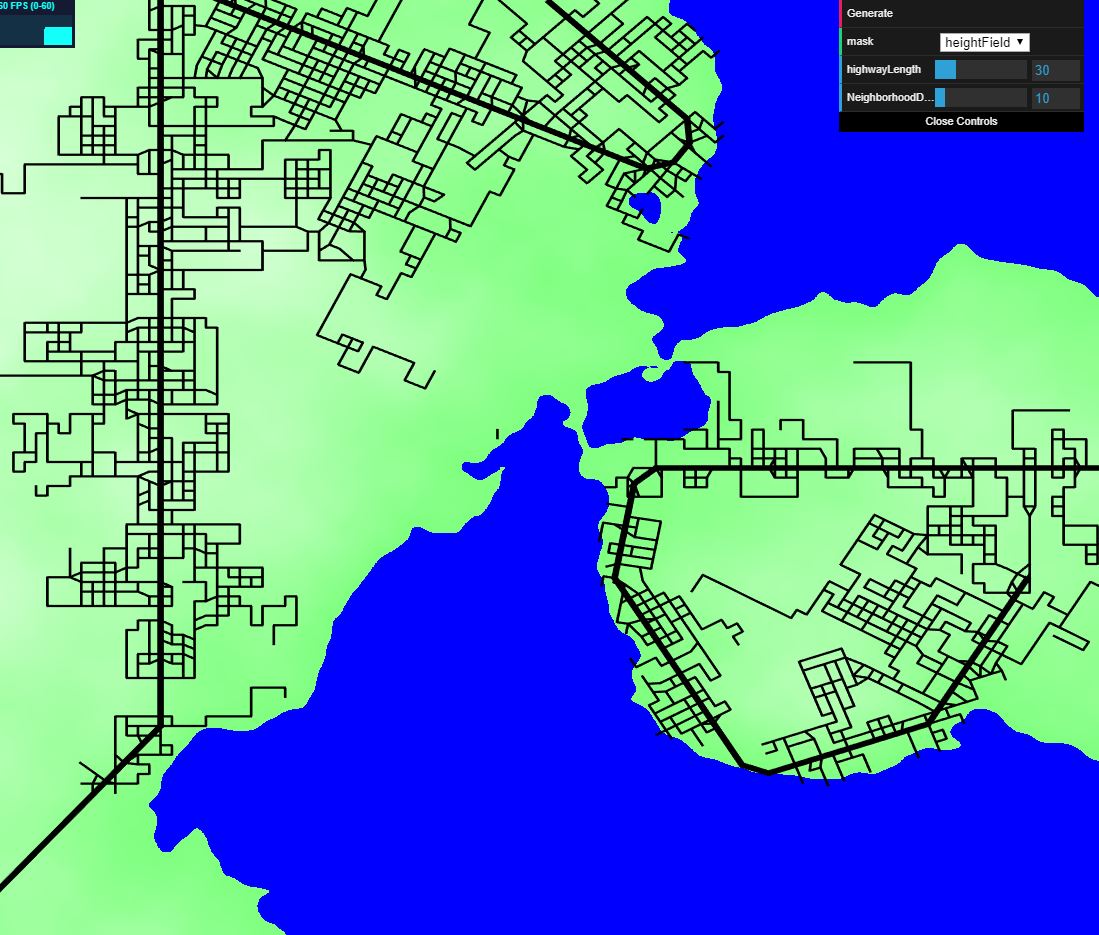 60 FPS (0-60)
Generate
mask heightField ▼
highwayLength 30
NeighborhoodD... 10
Close Controls